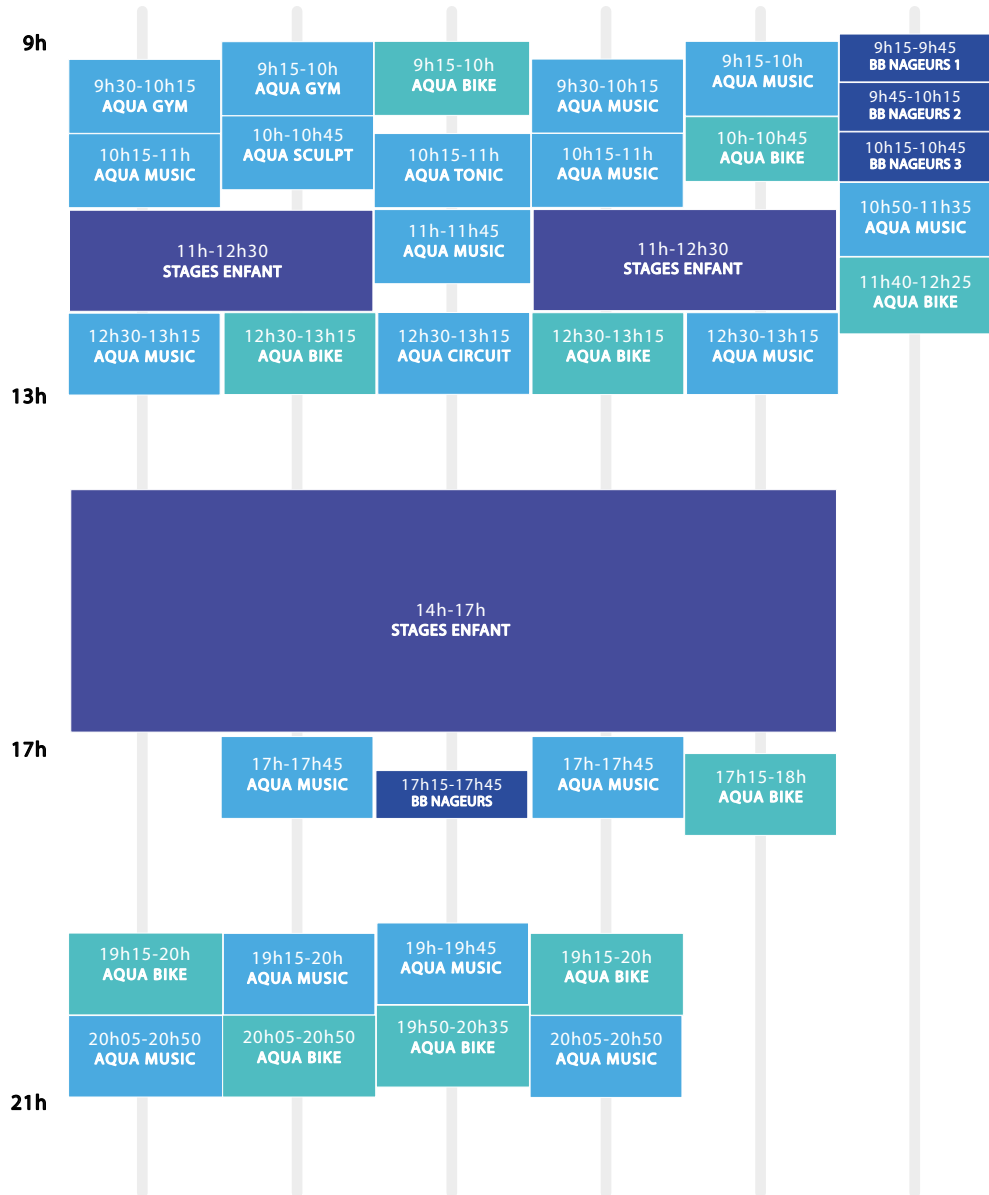 9h
9h30-10h15
AQUA GYM
10h15-11h
AQUA MUSIC
9h15-10h
AQUA GYM
10h-10h45
AQUA SCULPT
9h15-10h
AQUA BIKE
10h15-11h
AQUA TONIC
11h-11h45
AQUA MUSIC
9h30-10h15
AQUA MUSIC
10h15-11h
AQUA MUSIC
9h15-10h
AQUA MUSIC
10h-10h45
AQUA BIKE
9h15-9h45
BB NAGEURS 1
9h45-10h15
BB NAGEURS 2
10h15-10h45
BB NAGEURS 3
10h50-11h35
AQUA MUSIC
11h40-12h25
AQUA BIKE
11h-12h30
STAGES ENFANT
11h-12h30
STAGES ENFANT
12h30-13h15
AQUA MUSIC
12h30-13h15
AQUA BIKE
12h30-13h15
AQUA CIRCUIT
12h30-13h15
AQUA BIKE
12h30-13h15
AQUA MUSIC
13h
14h-17h
STAGES ENFANT
17h
17h-17h45
AQUA MUSIC
17h15-17h45
BB NAGEURS
17h-17h45
AQUA MUSIC
17h15-18h
AQUA BIKE
19h15-20h
AQUA BIKE
19h15-20h
AQUA MUSIC
19h-19h45
AQUA MUSIC
19h15-20h
AQUA BIKE
20h05-20h50
AQUA MUSIC
20h05-20h50
AQUA BIKE
19h50-20h35
AQUA BIKE
20h05-20h50
AQUA MUSIC
21h